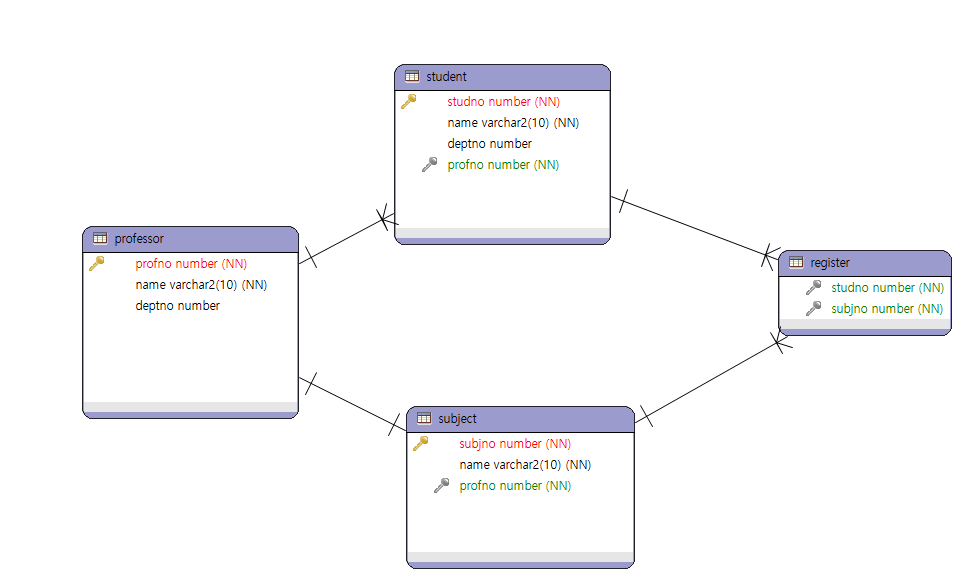 student
studno number (NN)
name varchar2(10) (NN)
deptno number
profno number (NN)
professor
profno number (NN)
name varchar2(10) (NN)
deptno number
register
studno number (NN)
subjno number (NN)
subject
subjno number (NN)
name varchar2(10) (NN)
profno number (NN)